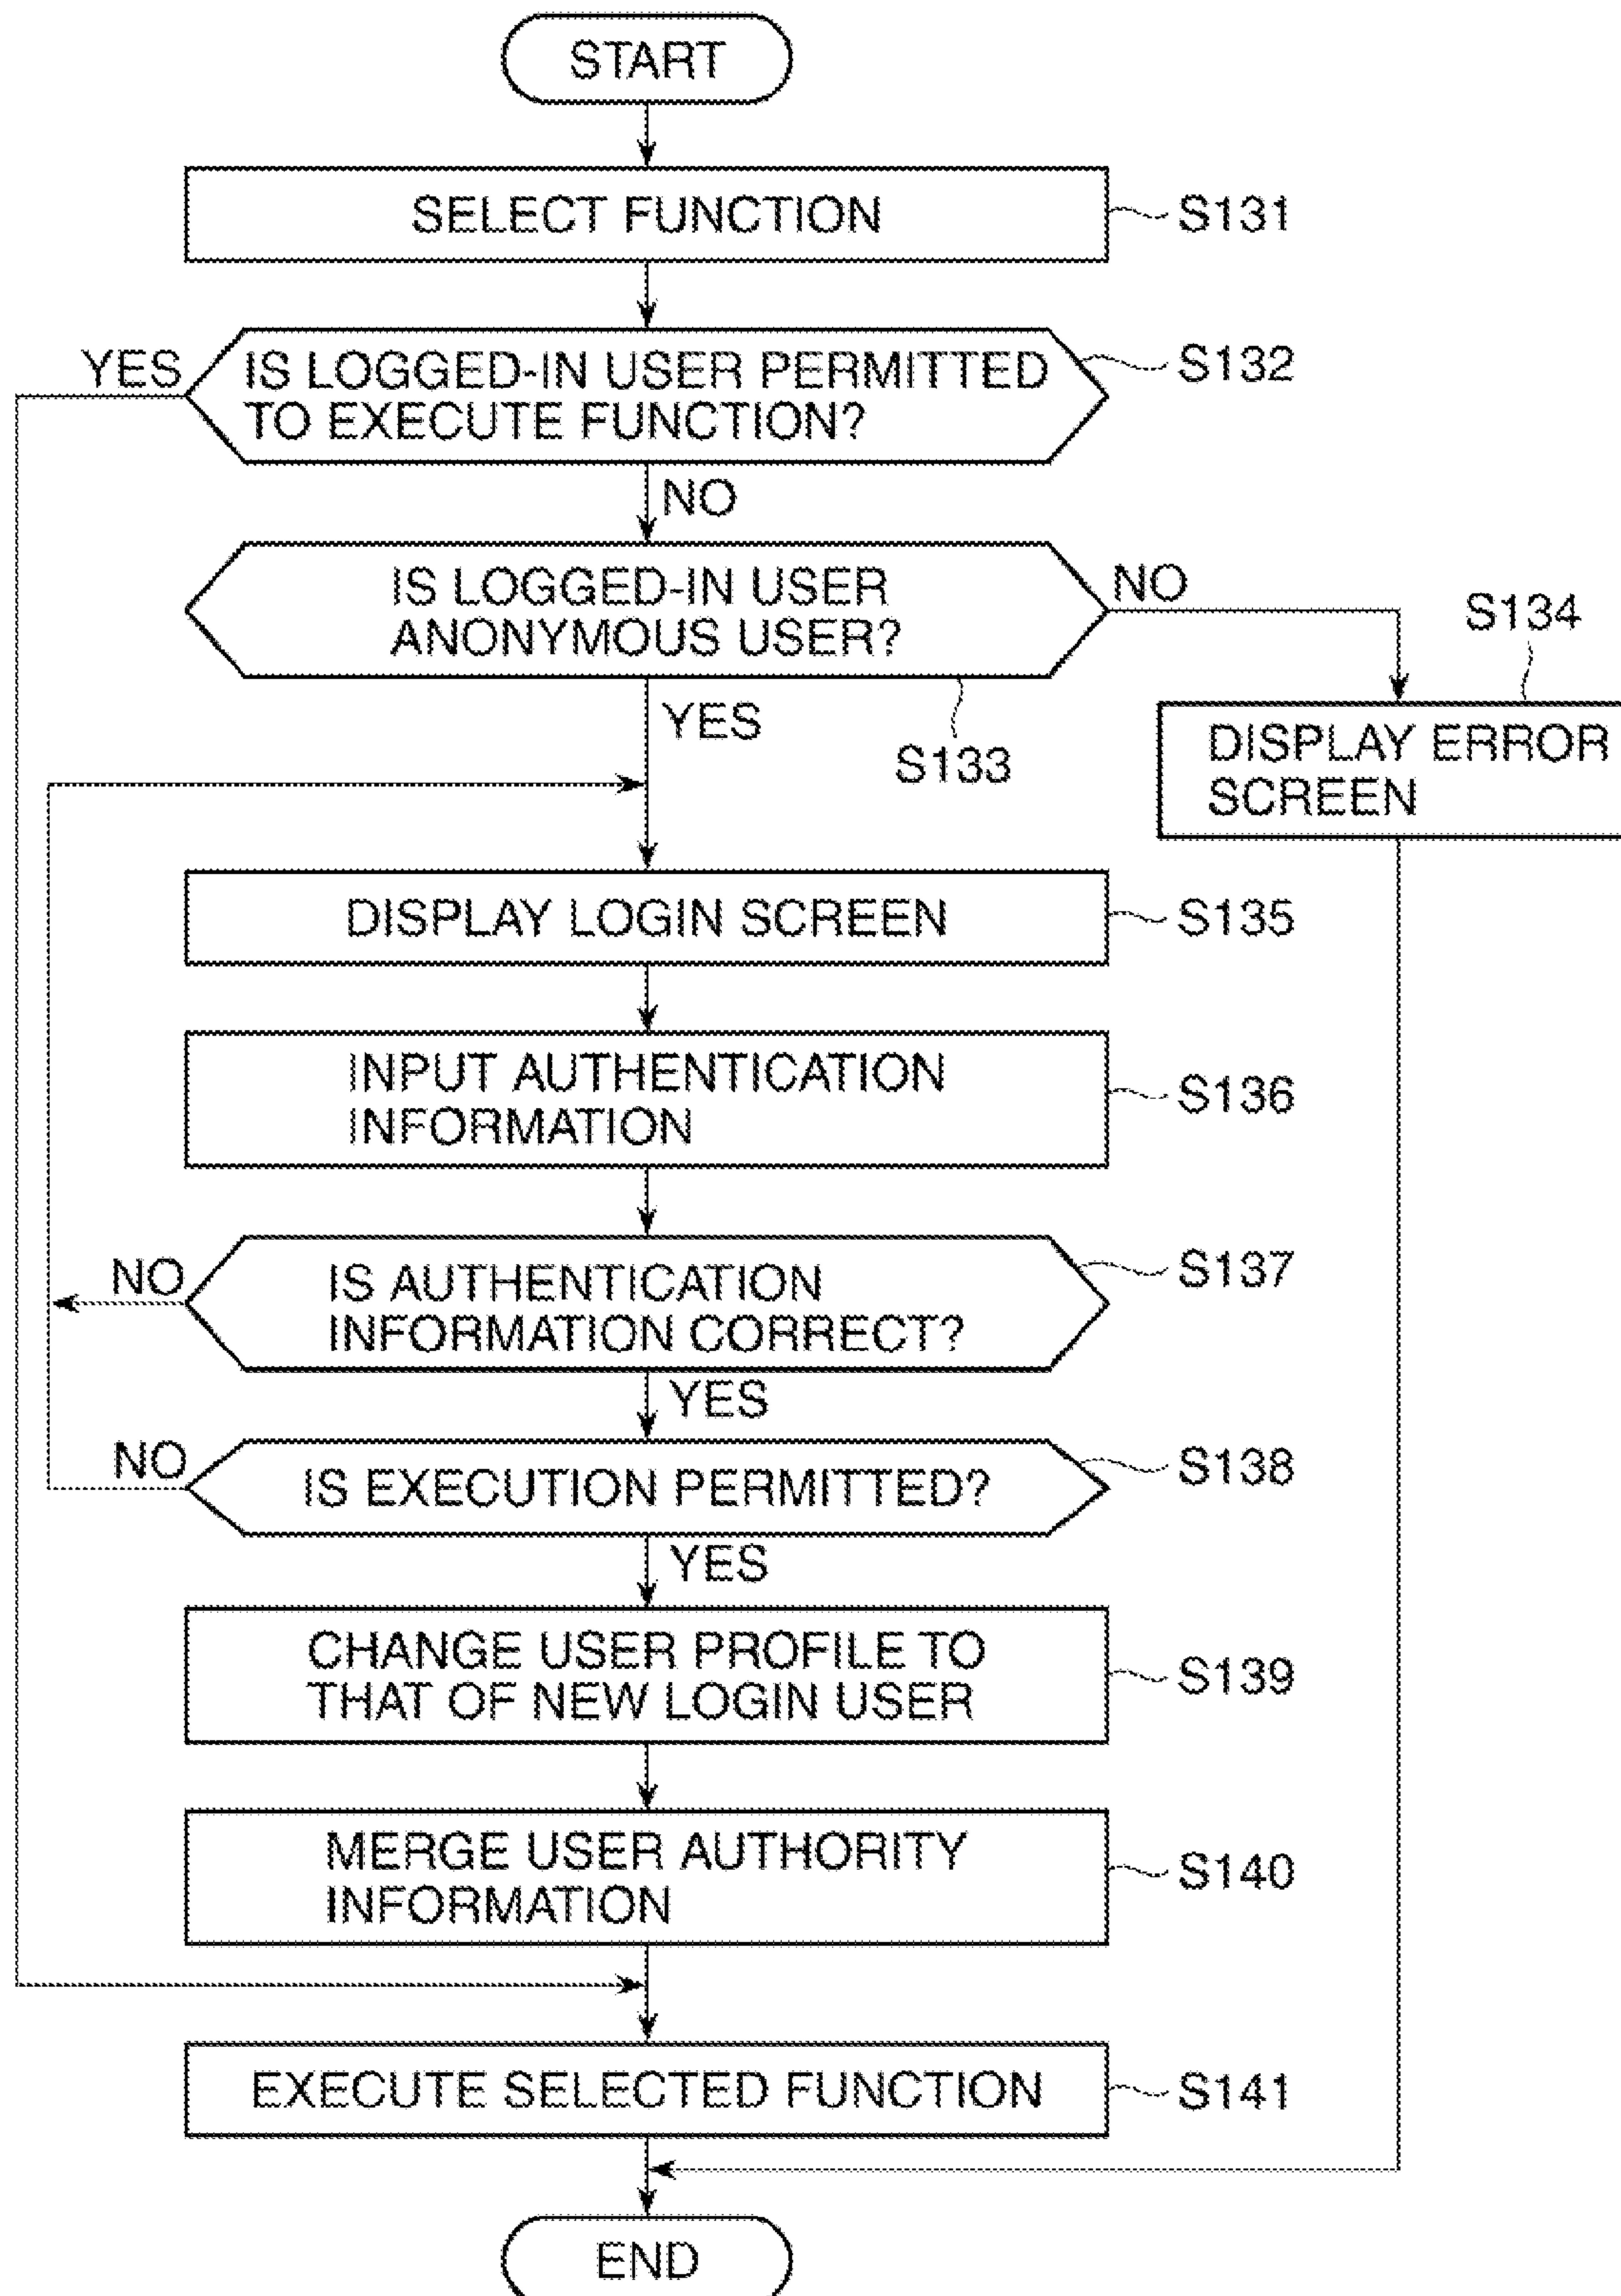 START
SELECT FUNCTION
S131
YES
IS LOGGED-IN USER PERMITTED
TO EXECUTE FUNCTION?
S132
NO
IS LOGGED-IN USER
ANONYMOUS USER?
NO
S134
YES
S133
DISPLAY ERROR
SCREEN
DISPLAY LOGIN SCREEN
S135
INPUT AUTHENTICATION
INFORMATION
S136
NO
IS AUTHENTICATION
INFORMATION CORRECT?
S137
YES
NO
IS EXECUTION PERMITTED?
S138
YES
CHANGE USER PROFILE TO
THAT OF NEW LOGIN USER
S139
MERGE USER AUTHORITY
INFORMATION
S140
EXECUTE SELECTED FUNCTION
S141
END